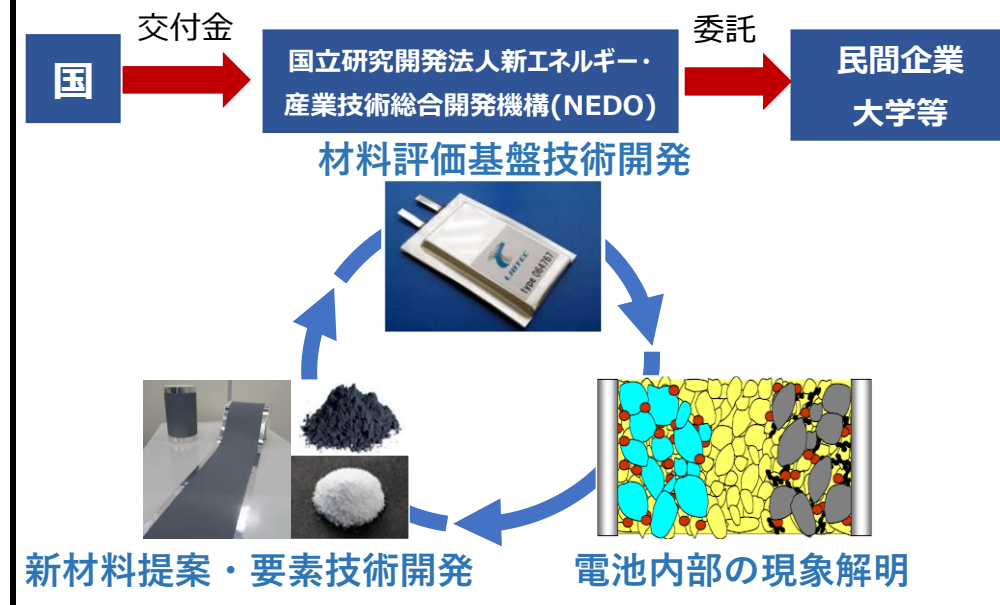 交付金
委託
国
国立研究開発法人新エネルギー・
産業技術総合開発機構(NEDO)
民間企業
大学等
材料評価基盤技術開発
LIBTEC
type 064767
新材料提案・要素技術開発
電池内部の現象解明